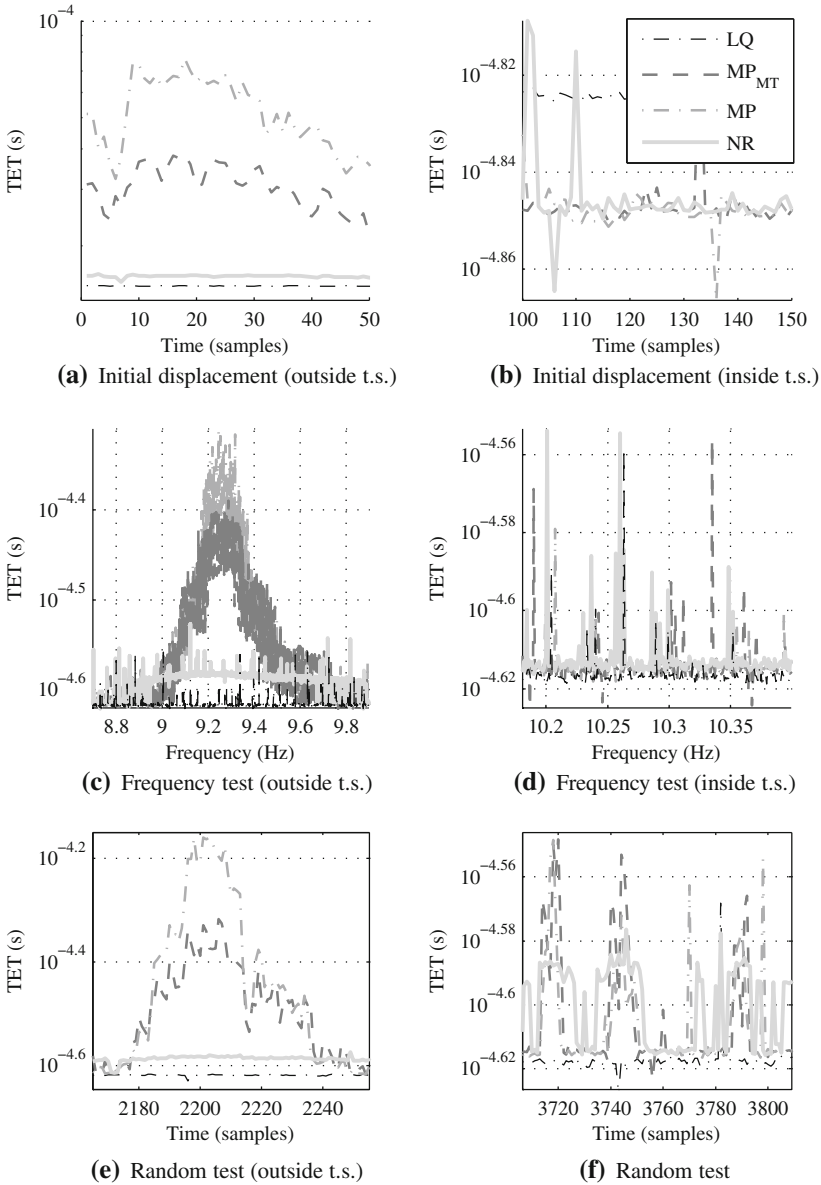 10^-4
TET (s)
0 10 20 30 40 50
Time (samples)
(a) Initial displacement (outside t.s.)
10^-4.82
10^-4.84
10^-4.86
TET (s)
LQ
MP_MT
MP
NR
100 110 120 130 140 150
Time (samples)
(b) Initial displacement (inside t.s.)
10^-4.4
10^-4.5
10^-4.6
TET (s)
8.8 9 9.2 9.4 9.6 9.8
Frequency (Hz)
(c) Frequency test (outside t.s.)
10^-4.56
10^-4.58
10^-4.6
10^-4.62
TET (s)
10.2 10.25 10.3 10.35
Frequency (Hz)
(d) Frequency test (inside t.s.)
10^-4.2
10^-4.4
10^-4.6
TET (s)
2180 2200 2220 2240
Time (samples)
(e) Random test (outside t.s.)
10^-4.56
10^-4.58
10^-4.6
10^-4.62
TET (s)
3720 3740 3760 3780 3800
Time (samples)
(f) Random test